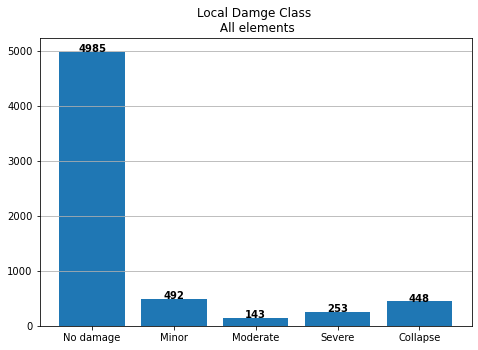 Local Damge Class
All elements
5000
4000
3000
2000
1000
0
4985
492
143
253
448
No damage
Minor
Moderate
Severe
Collapse